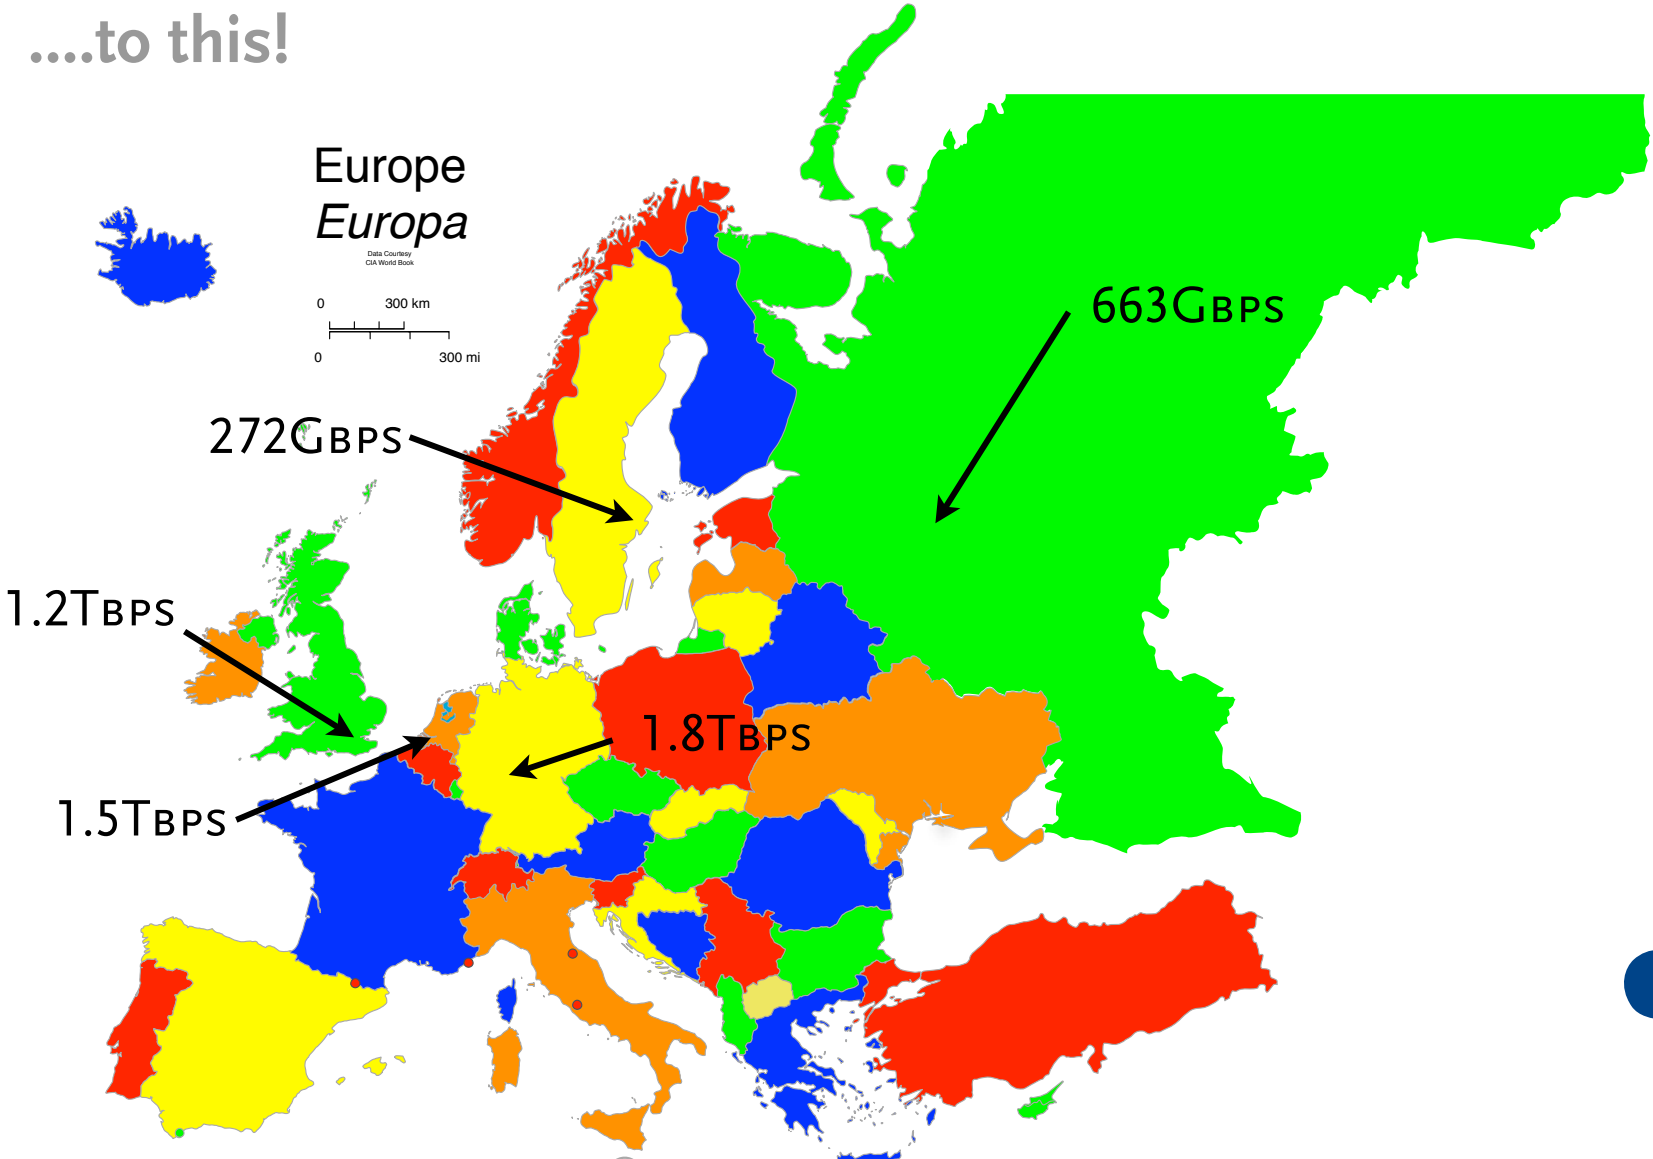 ....to this!
Europe
Europa
Data Courtesy
CIA World Book
0 300 km
0 300 mi
663Gbps
272Gbps
1.2Tbps
1.8Tbps
1.5Tbps